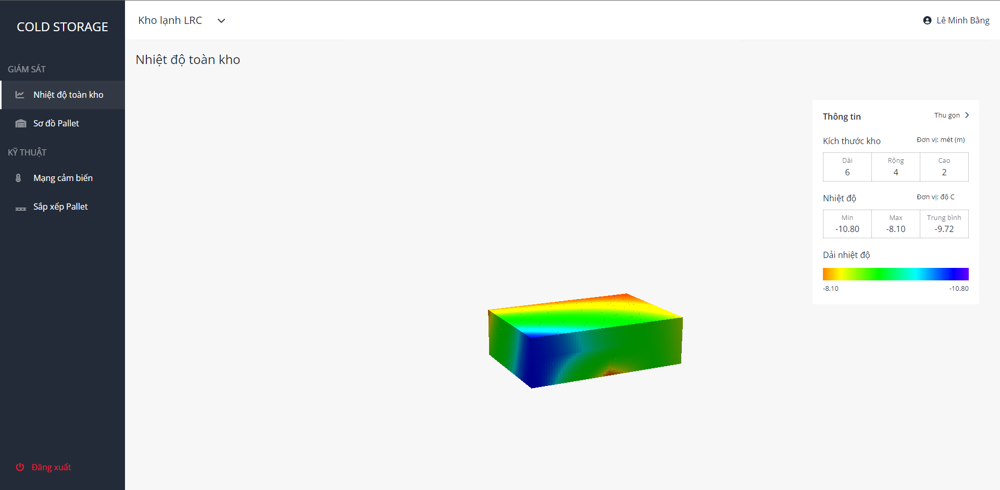 COLD STORAGE
GIÁM SÁT
Nhiệt độ toàn kho
Sơ đồ Pallet
KỸ THUẬT
Mạng cảm biến
Sắp xếp Pallet
Đăng xuất
Kho lạnh LRC
Lê Minh Bằng
Nhiệt độ toàn kho
Thông tin Thu gọn
Kích thước kho Đơn vị: mét (m)
Dài Rộng Cao
6 4 2
Nhiệt độ Đơn vị: độ C
Min Max Trung bình
-10.80 -8.10 -9.72
Dải nhiệt độ
-8.10 -10.80